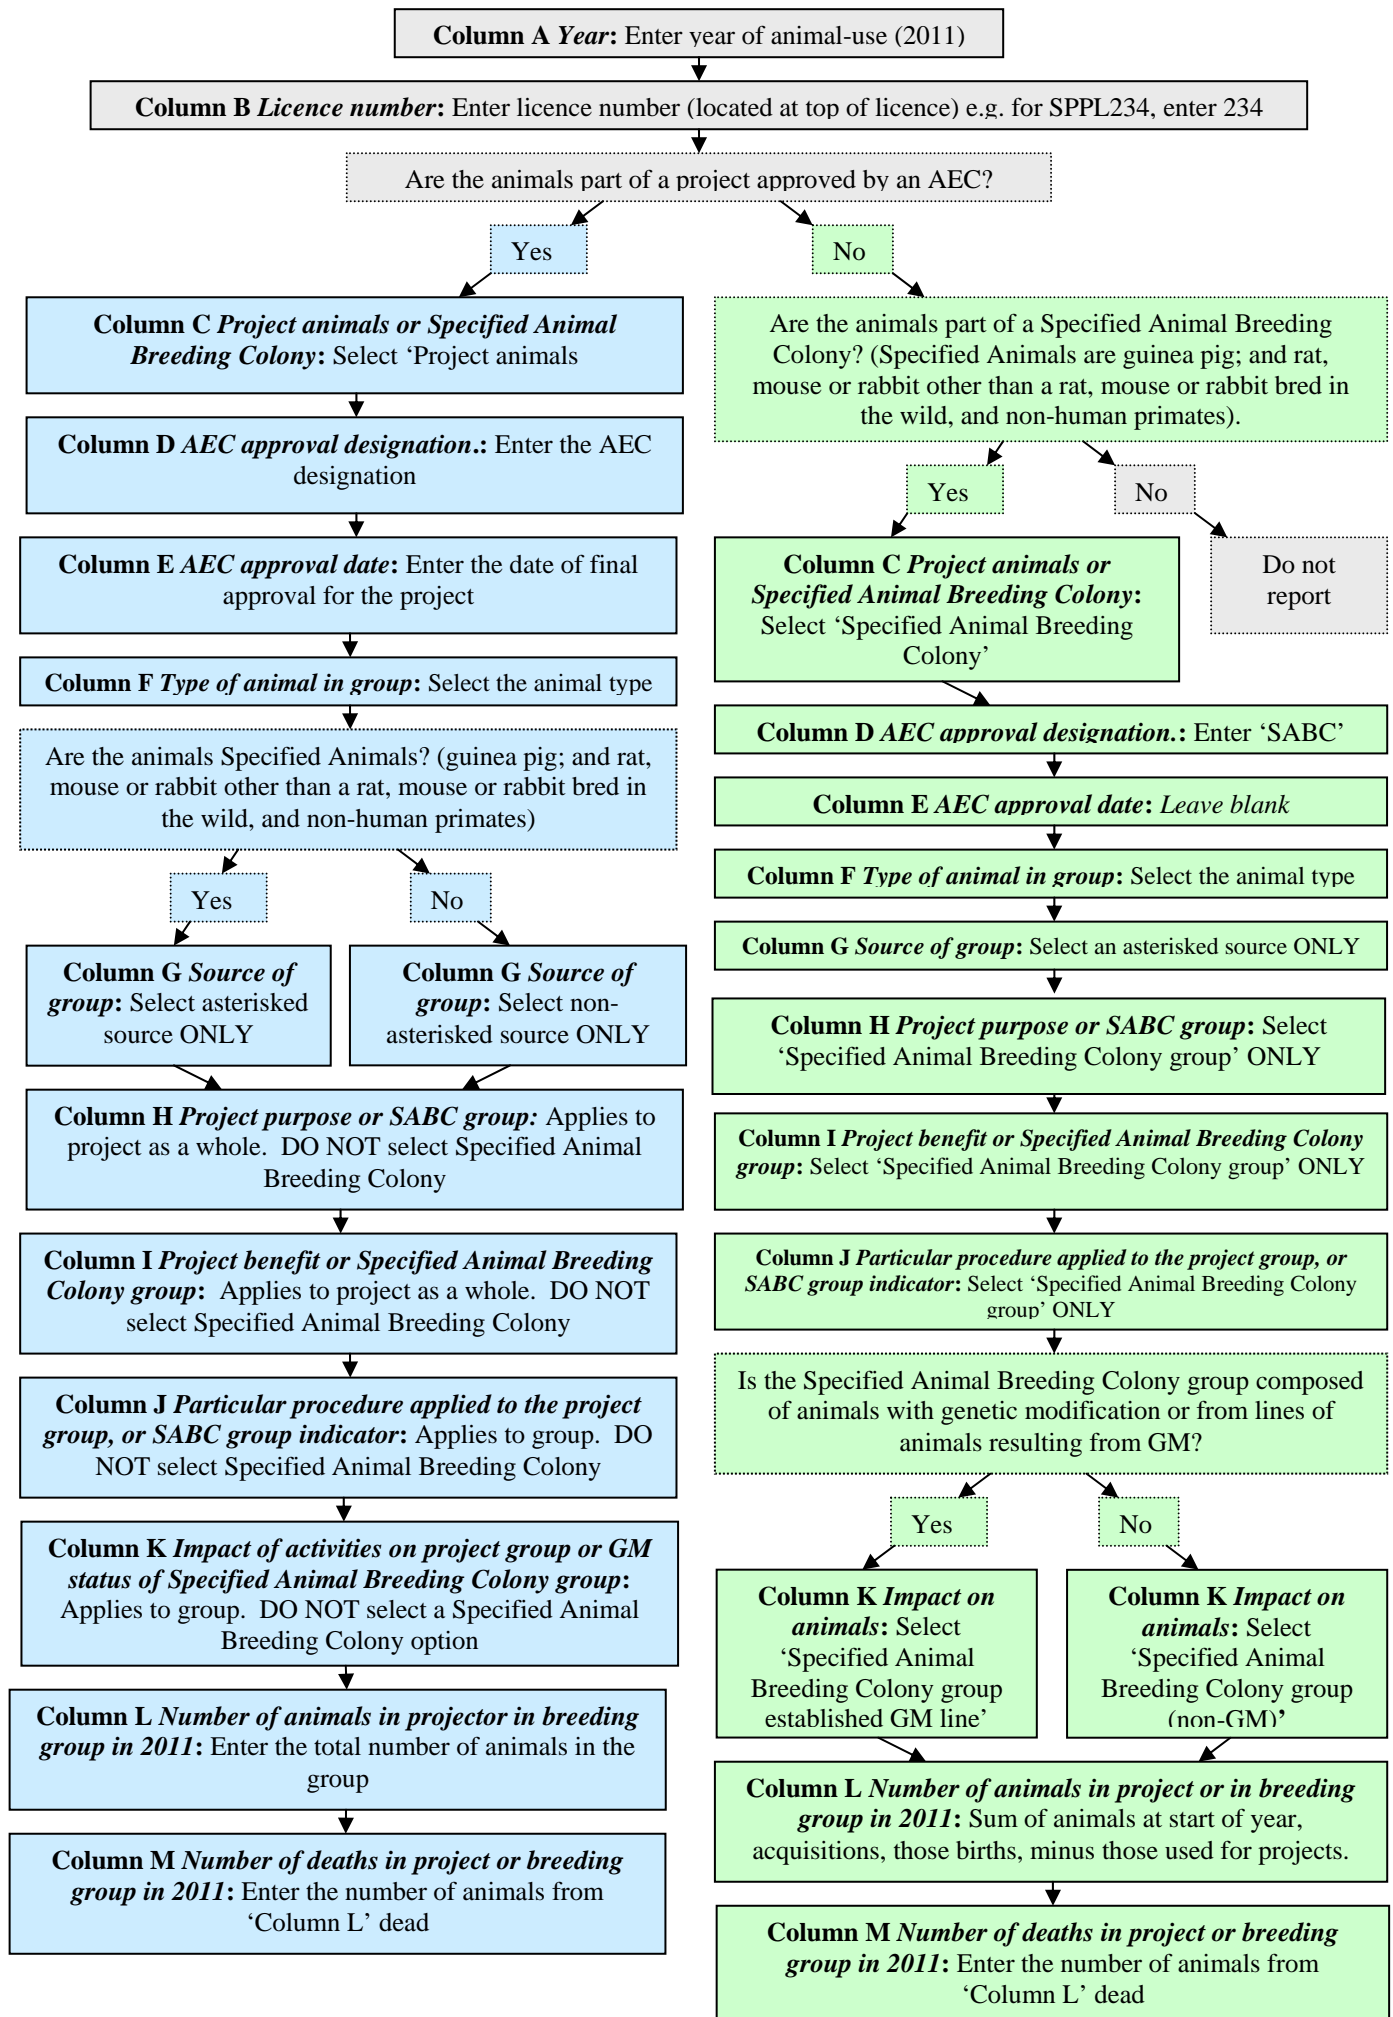 Column A Year: Enter year of animal-use (2011)
Column B Licence number: Enter licence number (located at top of licence) e.g. for SPPL234, enter 234
Are the animals part of a project approved by an AEC?
Yes
No
Column C Project animals or Specified Animal
Breeding Colony: Select ‘Project animals
Column D AEC approval designation.: Enter the AEC
designation
Column E AEC approval date: Enter the date of final
approval for the project
Column F Type of animal in group: Select the animal type
Are the animals Specified Animals? (guinea pig; and rat,
mouse or rabbit other than a rat, mouse or rabbit bred in
the wild, and non-human primates)
Yes
No
Column G Source of
group: Select asterisked
source ONLY
Column G Source of
group: Select non-
asterisked source ONLY
Column H Project purpose or SABC group: Applies to
project as a whole. DO NOT select Specified Animal
Breeding Colony
Column I Project benefit or Specified Animal Breeding
Colony group: Applies to project as a whole. DO NOT
select Specified Animal Breeding Colony
Column J Particular procedure applied to the project
group, or SABC group indicator: Applies to group. DO
NOT select Specified Animal Breeding Colony
Column K Impact of activities on project group or GM
status of Specified Animal Breeding Colony group:
Applies to group. DO NOT select a Specified Animal
Breeding Colony option
Column L Number of animals in projector in breeding
group in 2011: Enter the total number of animals in the
group
Column M Number of deaths in project or breeding
group in 2011: Enter the number of animals from
‘Column L’ dead
Are the animals part of a Specified Animal Breeding
Colony? (Specified Animals are guinea pig; and rat,
mouse or rabbit other than a rat, mouse or rabbit bred in
the wild, and non-human primates).
Yes
No
Column C Project animals or
Specified Animal Breeding Colony:
Select ‘Specified Animal Breeding
Colony’
Do not
report
Column D AEC approval designation.: Enter ‘SABC’
Column E AEC approval date: Leave blank
Column F Type of animal in group: Select the animal type
Column G Source of group: Select an asterisked source ONLY
Column H Project purpose or SABC group: Select
‘Specified Animal Breeding Colony group’ ONLY
Column I Project benefit or Specified Animal Breeding Colony
group: Select ‘Specified Animal Breeding Colony group’ ONLY
Column J Particular procedure applied to the project group, or
SABC group indicator: Select ‘Specified Animal Breeding Colony
group’ ONLY
Is the Specified Animal Breeding Colony group composed
of animals with genetic modification or from lines of
animals resulting from GM?
Yes
No
Column K Impact on
animals: Select
‘Specified Animal
Breeding Colony group
established GM line’
Column K Impact on
animals: Select
‘Specified Animal
Breeding Colony group
(non-GM)’
Column L Number of animals in project or in breeding
group in 2011: Sum of animals at start of year,
acquisitions, those births, minus those used for projects.
Column M Number of deaths in project or breeding
group in 2011: Enter the number of animals from
‘Column L’ dead